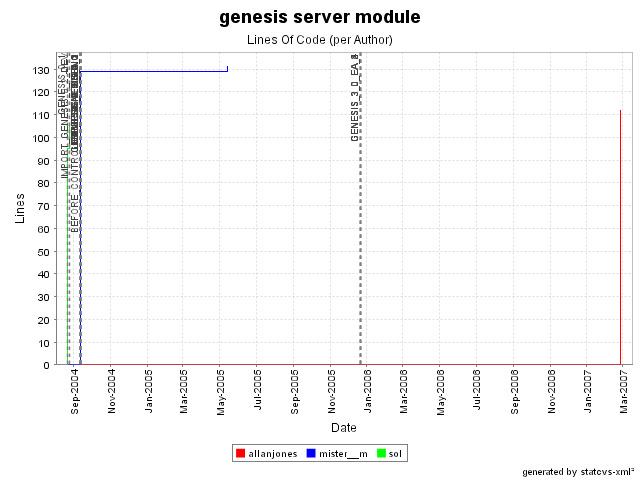 genesis server module
Lines Of Code (per Author)
Lines
130
120
110
100
90
80
70
60
50
40
30
20
10
0
GENESIS_3_0_EA_3
Sep-2004
Nov-2004
Jan-2005
Mar-2005
May-2005
Jul-2005
Sep-2005
Nov-2005
Jan-2006
Mar-2006
May-2006
Jul-2006
Sep-2006
Nov-2006
Jan-2007
Mar-2007
Date
allanjones
mister__m
sol
generated by statcvs-xml²